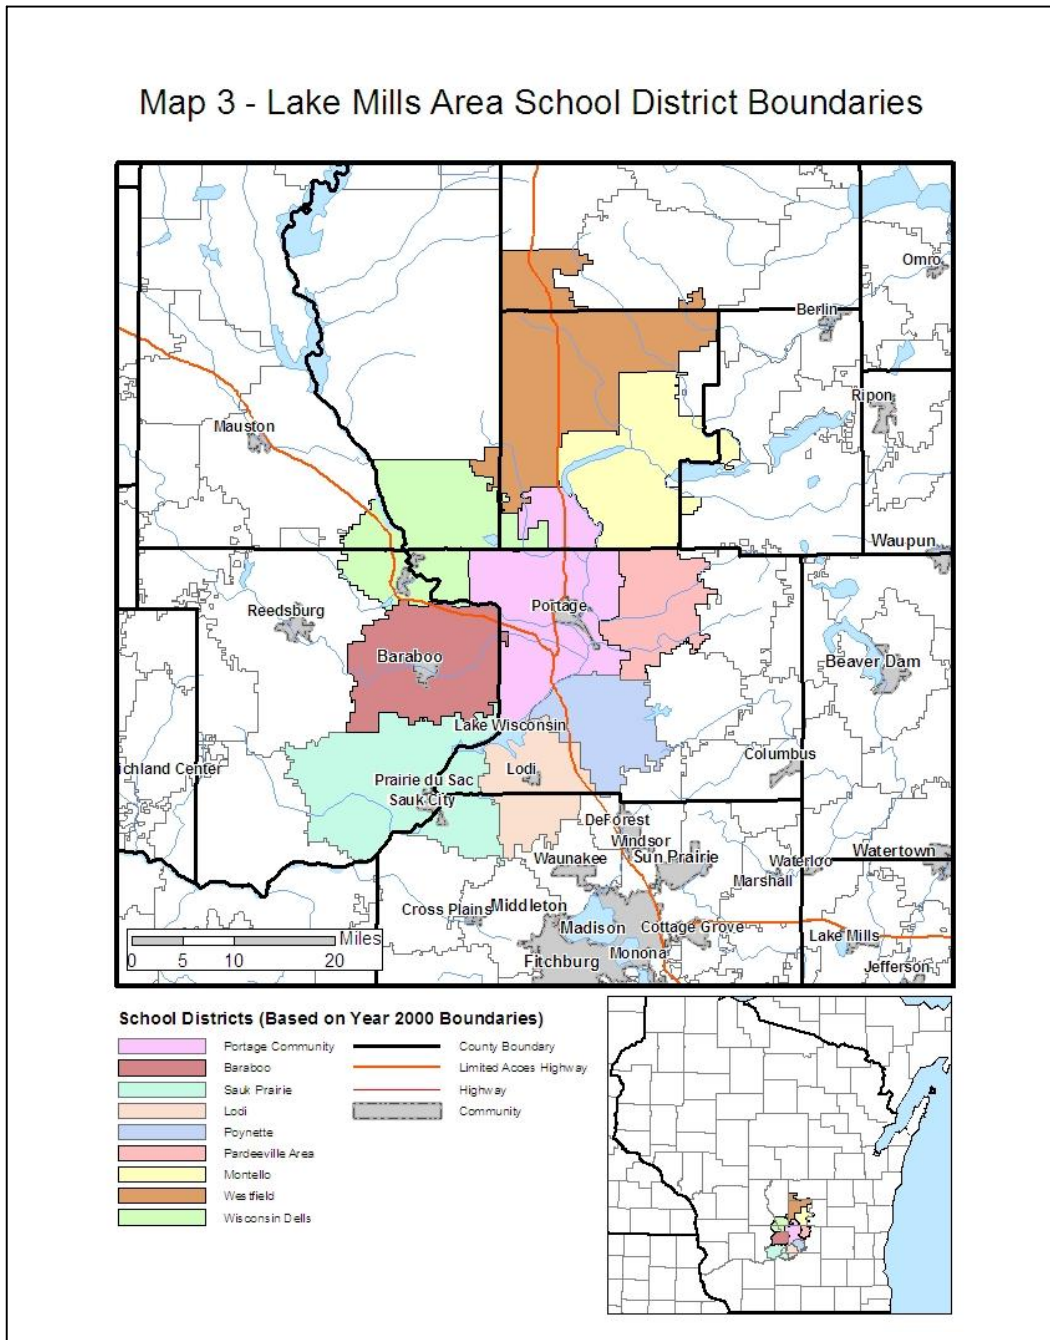 Map 3 - Lake Mills Area School District Boundaries
Omro
Berlin
Ripon
Mauston
Waupun
Reedsburg
Portage
Baraboo
Beaver Dam
Lake Wisconsin
Columbus
ichland Center
Prairie du Sac
Lodi
Sauk City
DeForest
Windsor
Waunakee
Sun Prairie
Waterloo
Watertown
Marshall
Cross Plains
Middleton
Madison
Cottage Grove
Lake Mills
Fitchburg
Monona
Jefferson
Miles
0 5 10 20
School Districts (Based on Year 2000 Boundaries)
Portage Community
Baraboo
Sauk Prairie
Lodi
Poynette
Pardeeville Area
Montello
Westfield
Wisconsin Dells
County Boundary
Limited Acces Highway
Highway
Community